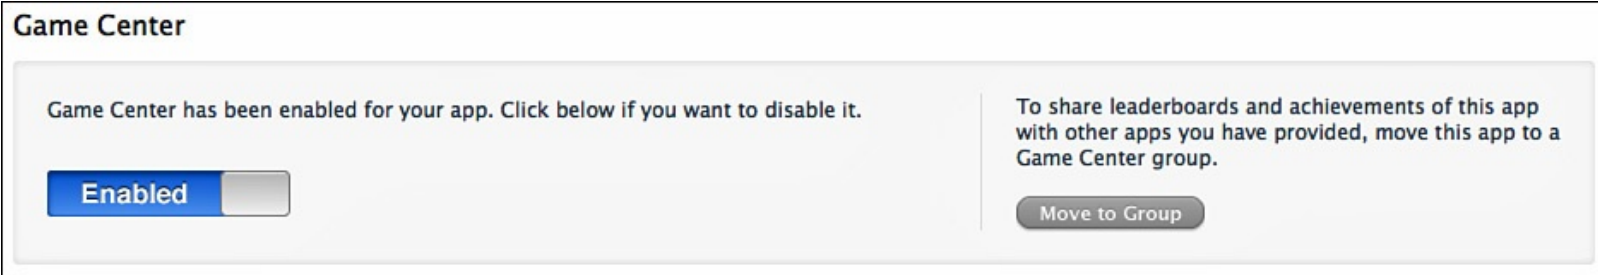 Game Center
Game Center has been enabled for your app. Click below if you want to disable it.
Enabled
To share leaderboards and achievements of this app
with other apps you have provided, move this app to a
Game Center group.
Move to Group